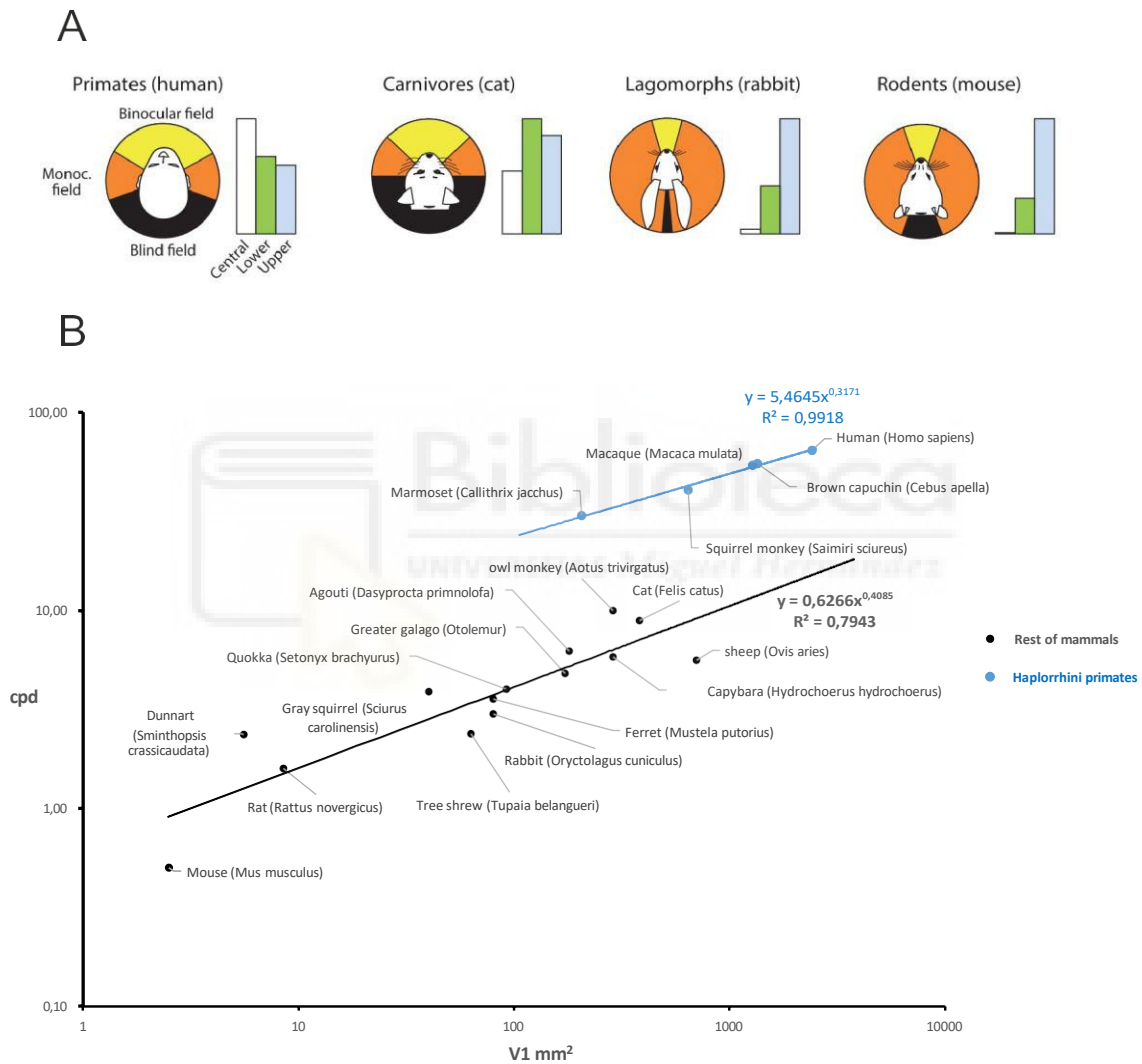 A
Primates (human)
Carnivores (cat)
Lagomorphs (rabbit)
Rodents (mouse)
Binocular field
Monoc.
field
Blind field
Central
Lower
Upper
B
100,00
10,00
1,00
0,10
cpd
y = 5,4645x^0,3171
R² = 0,9918
Human (Homo sapiens)
Macaque (Macaca mulata)
Brown capuchin (Cebus apella)
Marmoset (Callithrix jacchus)
Squirrel monkey (Saimiri sciureus)
owl monkey (Aotus trivirgatus)
Cat (Felis catus)
Agouti (Dasyprocta primnolofa)
y = 0,6266x^0,4085
R² = 0,7943
Greater galago (Otolemur)
sheep (Ovis aries)
Quokka (Setonyx brachyurus)
Capybara (Hydrochoerus hydrochoerus)
Dunnart
(Sminthopsis
crassicaudata)
Gray squirrel (Sciurus
carolinensis)
Ferret (Mustela putorius)
Rabbit (Oryctolagus cuniculus)
Rat (Rattus novergicus)
Tree shrew (Tupaia belangueri)
Mouse (Mus musculus)
Rest of mammals
Haplorrhini primates
1
10
100
1000
10000
V1 mm²
Biblioteca
UNIVERSITAS Miguel Hernández